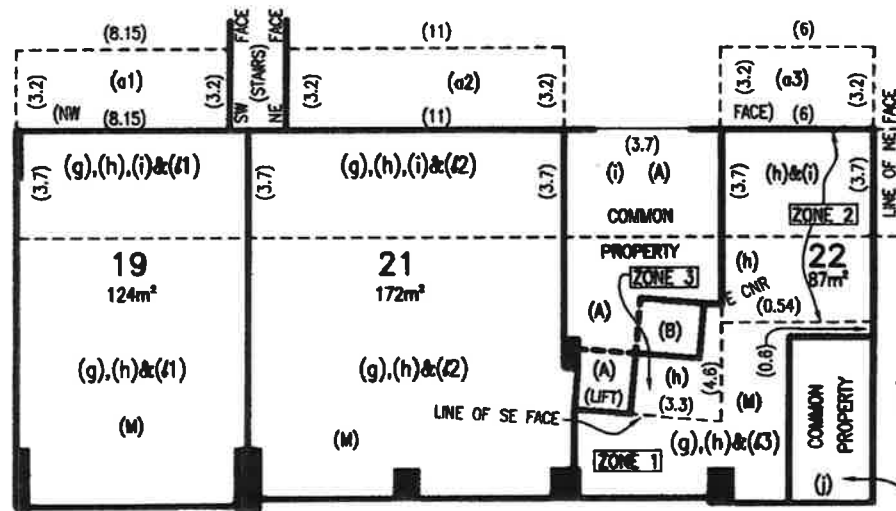 (8.15) FACE FACE (11) (6)
(3.2) (a1) (3.2) SW (STAIRS) NE (3.2) (a2) (3.2) (3.2) (a3) (3.2)
(NW (8.15) (11) FACE) (6)
LINE OF NE FACE
(3.7) (g),(h),(i)&(ℓ1) (3.7) (g),(h),(i)&(ℓ2) (3.7) (3.7) (3.7) (h)&(i) (3.7)
(i) (A)
COMMON
PROPERTY
ZONE 2
19
124m²
21
172m²
ZONE 3
(h) 22
87m²
E CNR
(0.54)
(A) (B)
(g),(h)&(ℓ1) (g),(h)&(ℓ2) (A) (LIFT) (h) (4.6) (0.6)
(3.3)
(M) (M) LINE OF SE FACE (M)
ZONE 1 (g),(h)&(ℓ3)
COMMON
PROPERTY
(j)